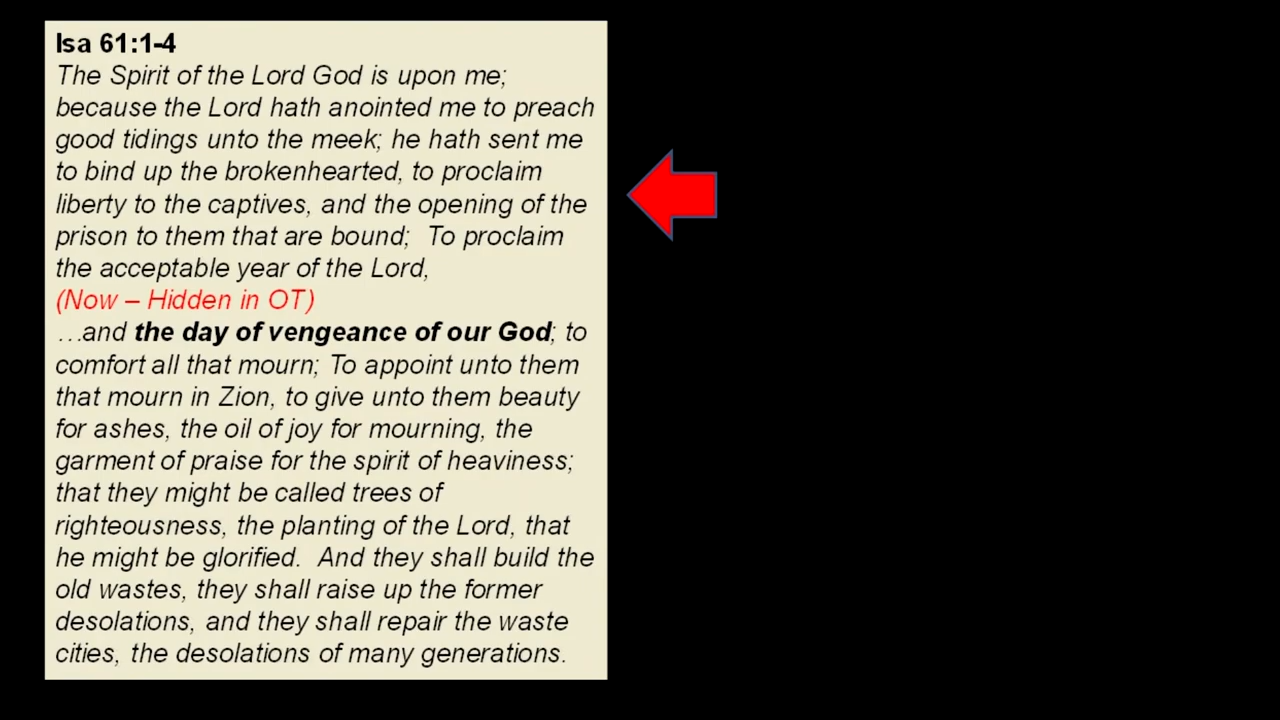 Isa 61:1-4
The Spirit of the Lord God is upon me;
because the Lord hath anointed me to preach
good tidings unto the meek; he hath sent me
to bind up the brokenhearted, to proclaim
liberty to the captives, and the opening of the
prison to them that are bound;  To proclaim
the acceptable year of the Lord,
(Now – Hidden in OT)
…and the day of vengeance of our God; to
comfort all that mourn; To appoint unto them
that mourn in Zion, to give unto them beauty
for ashes, the oil of joy for mourning, the
garment of praise for the spirit of heaviness;
that they might be called trees of
righteousness, the planting of the Lord, that
he might be glorified.  And they shall build the
old wastes, they shall raise up the former
desolations, and they shall repair the waste
cities, the desolations of many generations.